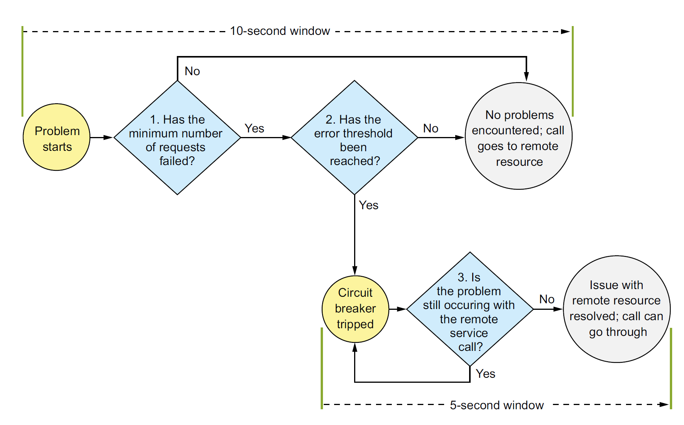 10-second window
No
Problem
starts
1. Has the
minimum number
of requests
failed?
Yes
2. Has the
error threshold
been
reached?
No
No problems
encountered; call
goes to remote
resource
Yes
Circuit
breaker
tripped
3. Is
the problem
still occuring with
the remote
service
call?
No
Issue with
remote resource
resolved; call can
go through
Yes
5-second window